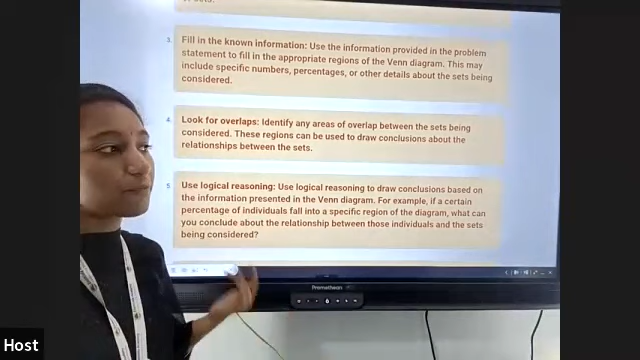 3. Fill in the known information: Use the information provided in the problem
statement to fill in the appropriate regions of the Venn diagram. This may
include specific numbers, percentages, or other details about the sets being
considered.
4. Look for overlaps: Identify any areas of overlap between the sets being
considered. These regions can be used to draw conclusions about the
relationships between the sets.
5. Use logical reasoning: Use logical reasoning to draw conclusions based on
the information presented in the Venn diagram. For example, if a certain
percentage of individuals fall into a specific region of the diagram, what can
you conclude about the relationship between those individuals and the sets
being considered?
Promethean
Host